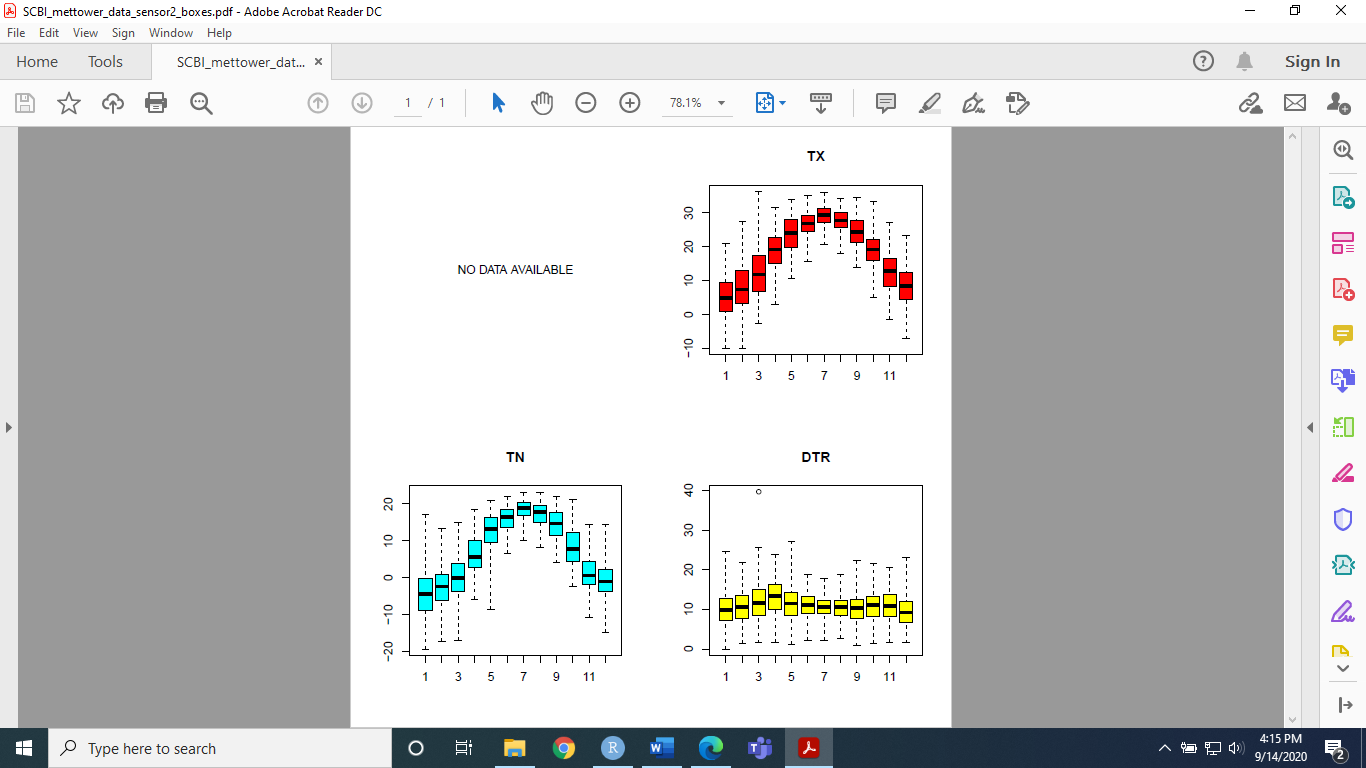 SCBI_mettower_data_sensor2_boxes.pdf - Adobe Acrobat Reader DC
File Edit View Sign Window Help
Home Tools SCBI_mettower_dat... ×
Sign In
1 / 1
78.1%
TX
NO DATA AVAILABLE
30
20
10
0
−10
1 3 5 7 9 11
TN
20
10
0
−10
−20
1 3 5 7 9 11
DTR
40
30
20
10
0
1 3 5 7 9 11
Type here to search
4:15 PM
9/14/2020
2